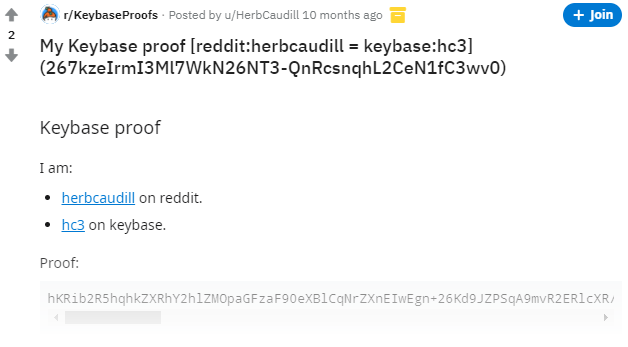 r/KeybaseProofs · Posted by u/HerbCaudill 10 months ago
+ Join
2
My Keybase proof [reddit:herbcaudill = keybase:hc3]
(267kzeIrmI3Ml7WkN26NT3-QnRcsnqhL2CeN1fC3wv0)
Keybase proof
I am:
• herbcaudill on reddit.
• hc3 on keybase.
Proof:
hKRib2R5hqhkZXRhY2hlZMOpaGFzaF90eXBlCqNrZXnEIwEgn+26Kd9JZPSqA9mvR2ERlcXR/